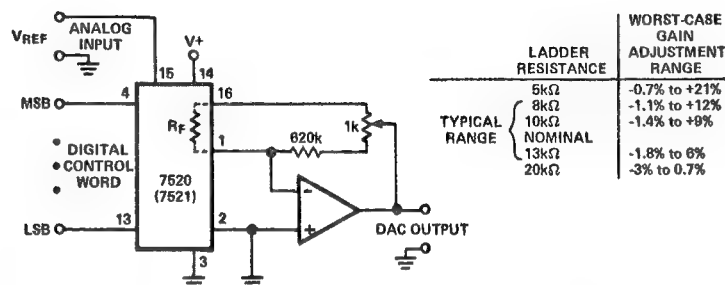 VREF
ANALOG
INPUT
V+
15
14
MSB
4
16
RF
1k
1
620k
DIGITAL
CONTROL
WORD
7520
(7521)
-
+
LSB
13
2
3
DAC OUTPUT
LADDER
RESISTANCE
WORST-CASE
GAIN
ADJUSTMENT
RANGE
5kΩ -0.7% to +21%
TYPICAL
RANGE
8kΩ -1.1% to +12%
10kΩ -1.4% to +9%
NOMINAL
13kΩ -1.8% to 6%
20kΩ -3% to 0.7%